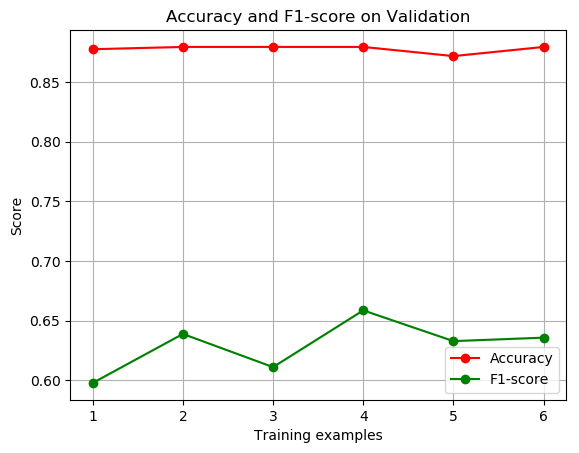 Accuracy and F1-score on Validation
0.85
0.80
0.75
0.70
0.65
0.60
Score
1 2 3 4 5 6
Training examples
Accuracy
F1-score